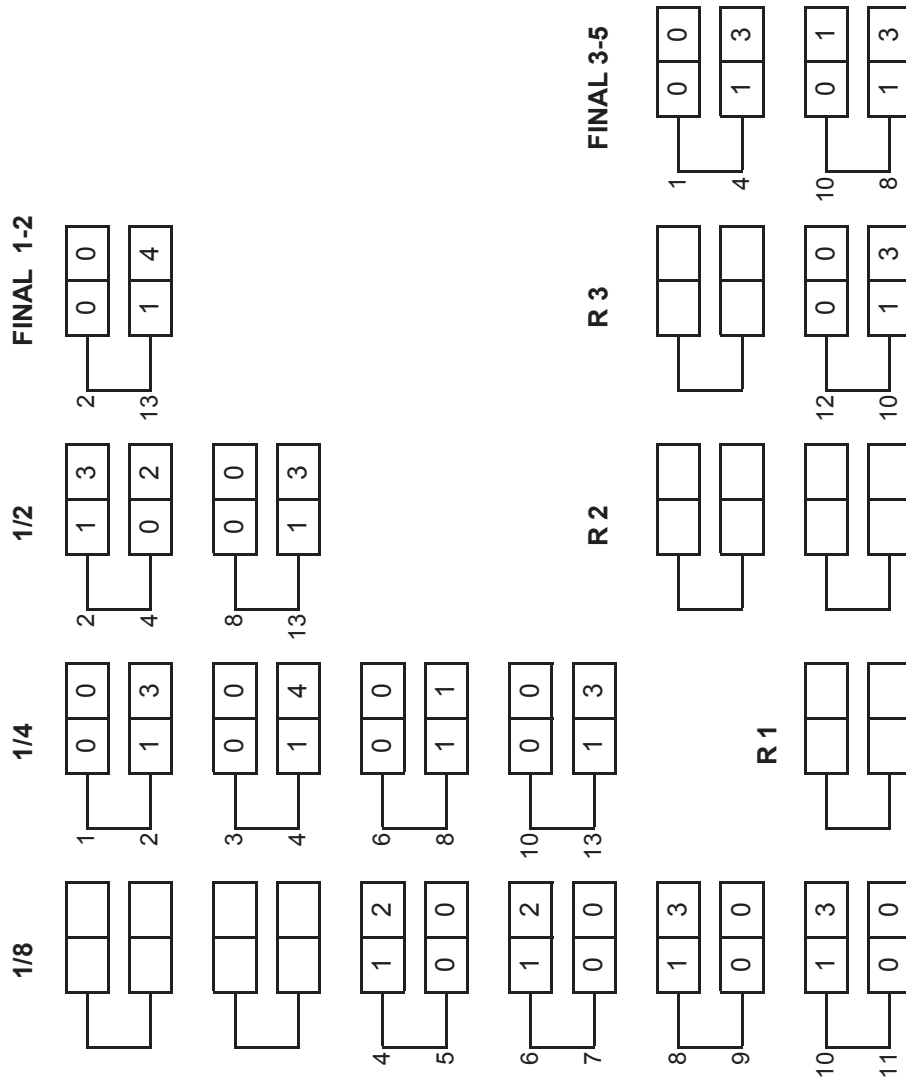 1/8 1/4 1/2 FINAL 1-2
1 0 0 2 1 3 2 0 0
2 1 3 4 0 2 13 1 4
3 0 0 8 0 0
4 1 4 13 1 3
4 1 2 6 0 0
5 0 0 8 1 1
6 1 2 10 0 0
7 0 0 13 1 3
R 2 R 3 FINAL 3-5
8 1 3 1 0 0
9 0 0 4 1 3
R 1
10 1 3 12 0 0 10 0 1
11 0 0 10 1 3 8 1 3